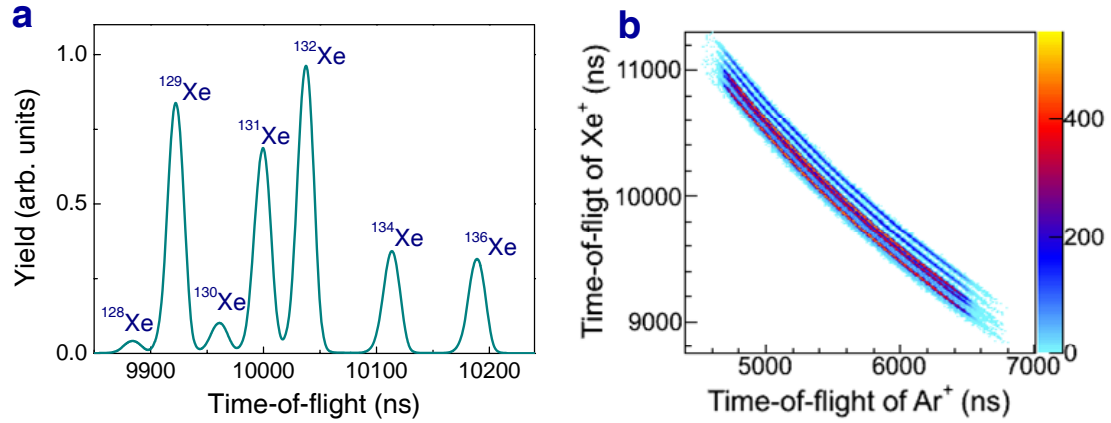 a
1.0
0.5
0.0
Yield (arb. units)
¹²⁸Xe
¹²⁹Xe
¹³⁰Xe
¹³¹Xe
¹³²Xe
¹³⁴Xe
¹³⁶Xe
9900
10000
10100
10200
Time-of-flight (ns)
b
11000
10000
9000
Time-of-fligt of Xe⁺ (ns)
5000
6000
7000
Time-of-flight of Ar⁺ (ns)
400
200
0